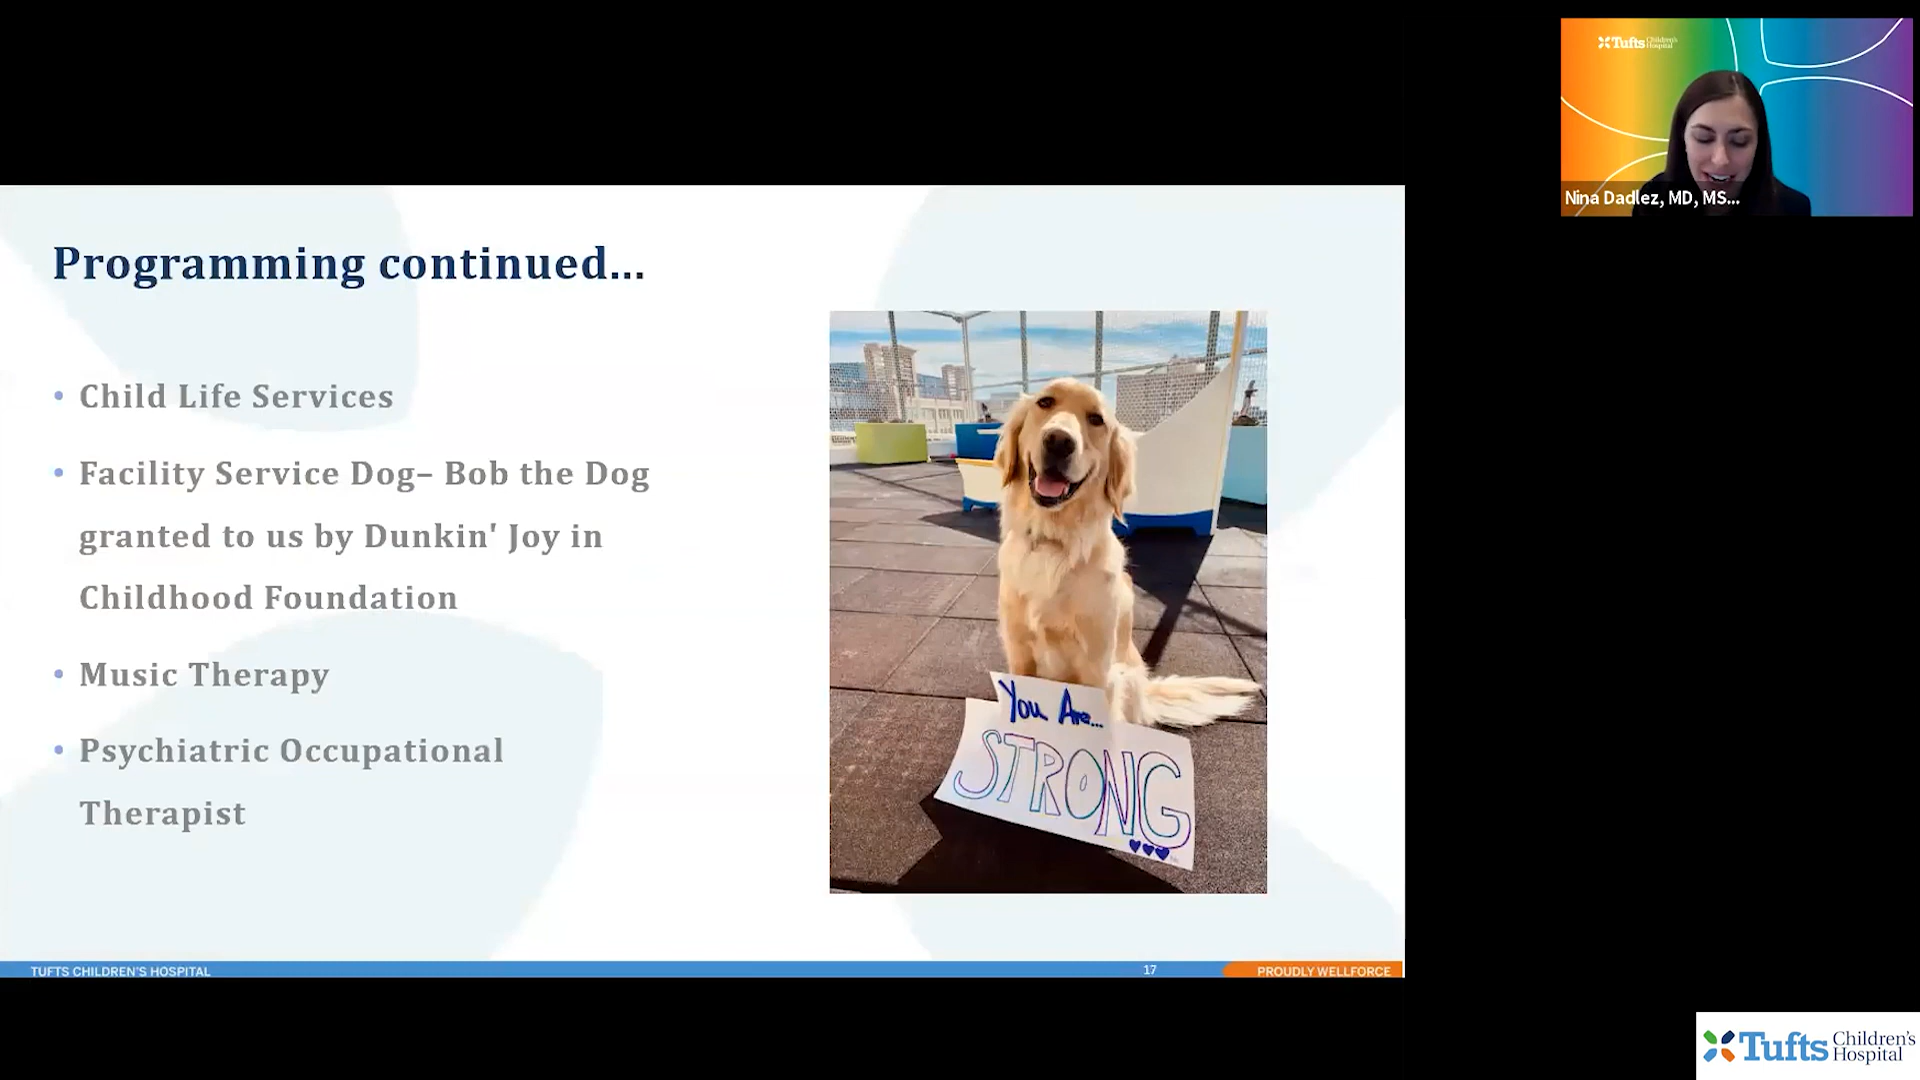 Tufts Children's
Hospital
Nina Dadlez, MD, MS...
Programming continued...
• Child Life Services
• Facility Service Dog– Bob the Dog
granted to us by Dunkin' Joy in
Childhood Foundation
• Music Therapy
• Psychiatric Occupational
Therapist
You Are...
STRONG
TUFTS CHILDREN'S HOSPITAL
17
PROUDLY WELLFORCE
Tufts Children's
Hospital